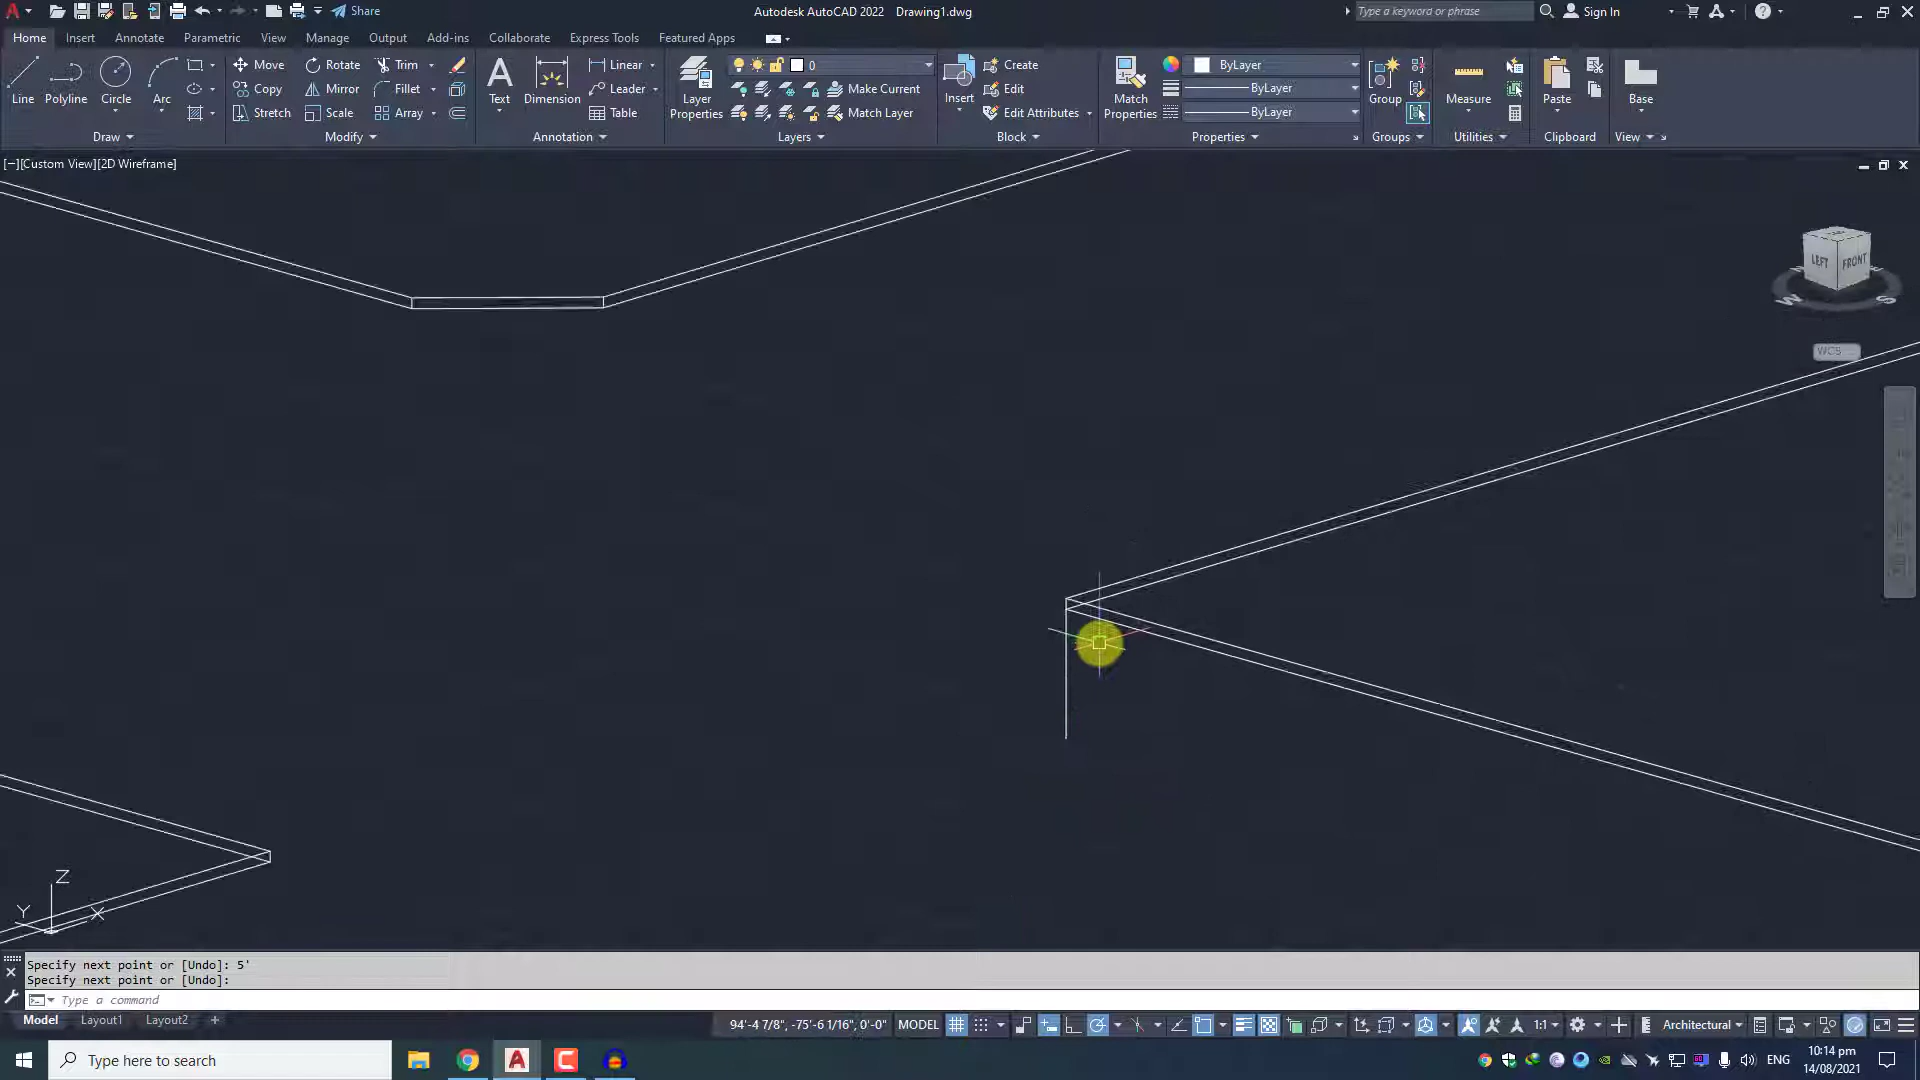 Share
Autodesk AutoCAD 2022 Drawing1.dwg
Type a keyword or phrase
Sign In
Home Insert Annotate Parametric View Manage Output Add-ins Collaborate Express Tools Featured Apps
Line Polyline Circle Arc
Draw
Move Rotate Trim
Copy Mirror Fillet
Stretch Scale Array
Modify
Text Dimension
Linear
Leader
Table
Annotation
Layer Properties
0
Make Current
Match Layer
Layers
Insert
Create
Edit
Edit Attributes
Block
Match Properties
ByLayer
ByLayer
ByLayer
Properties
Group
Groups
Measure
Utilities
Paste
Clipboard
Base
View
[−][Custom View][2D Wireframe]
LEFT FRONT
W S
WCS
Z
Y X
Specify next point or [Undo]: 5'
Specify next point or [Undo]:
Type a command
Model Layout1 Layout2 +
94'-4 7/8", -75'-6 1/16", 0'-0" MODEL
1:1
Architectural
Type here to search
ENG
10:14 pm
14/08/2021